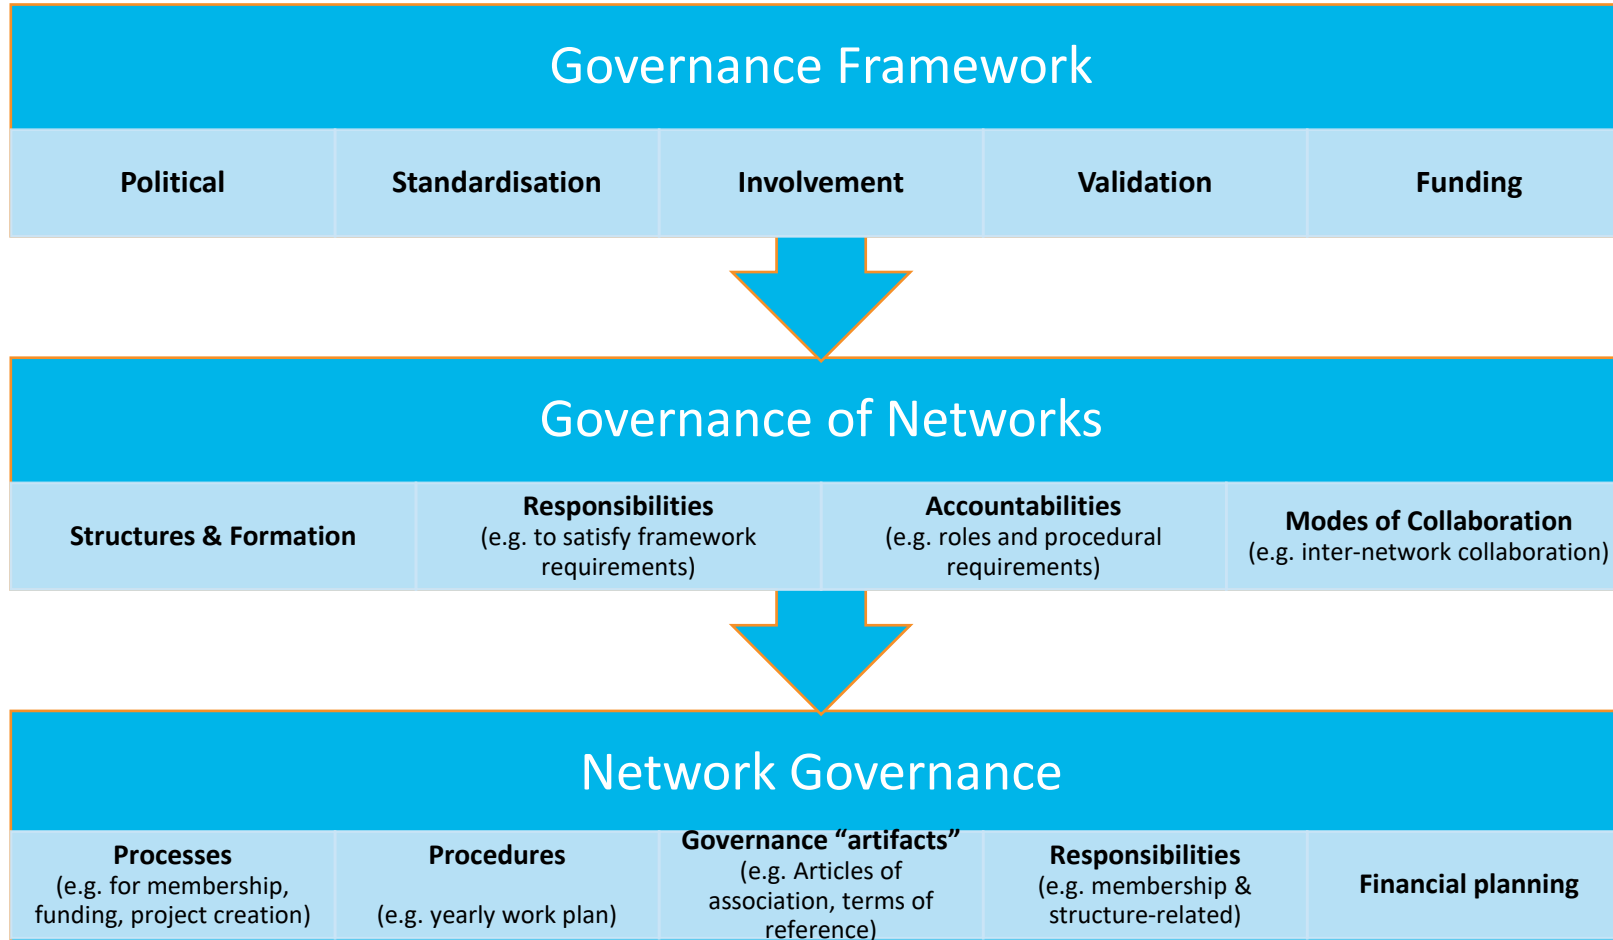 Governance Framework
Political
Standardisation
Involvement
Validation
Funding
Governance of Networks
Structures & Formation
Responsibilities
(e.g. to satisfy framework
requirements)
Accountabilities
(e.g. roles and procedural
requirements)
Modes of Collaboration
(e.g. inter-network collaboration)
Network Governance
Processes
(e.g. for membership,
funding, project creation)
Procedures
(e.g. yearly work plan)
Governance “artifacts”
(e.g. Articles of
association, terms of
reference)
Responsibilities
(e.g. membership &
structure-related)
Financial planning